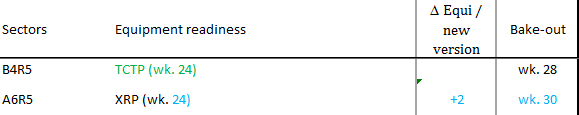 Sectors Equipment readiness Δ Equi / new version Bake-out
B4R5 TCTP (wk. 24) wk. 28
A6R5 XRP (wk. 24) +2 wk. 30